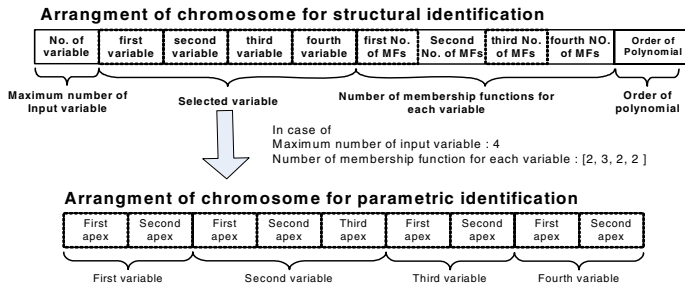 Arrangment of chromosome for structural identification
No. of variable
first variable
second variable
third variable
fourth variable
first No. of MFs
Second No. of MFs
third No. of MFs
fourth NO. of MFs
Order of Polynomial
Maximum number of Input variable
Selected variable
Number of membership functions for each variable
Order of polynomial
In case of
Maximum number of input variable : 4
Number of membership function for each variable : [2, 3, 2, 2 ]
Arrangment of chromosome for parametric identification
First apex
Second apex
First apex
Second apex
Third apex
First apex
Second apex
First apex
Second apex
First variable
Second variable
Third variable
Fourth variable